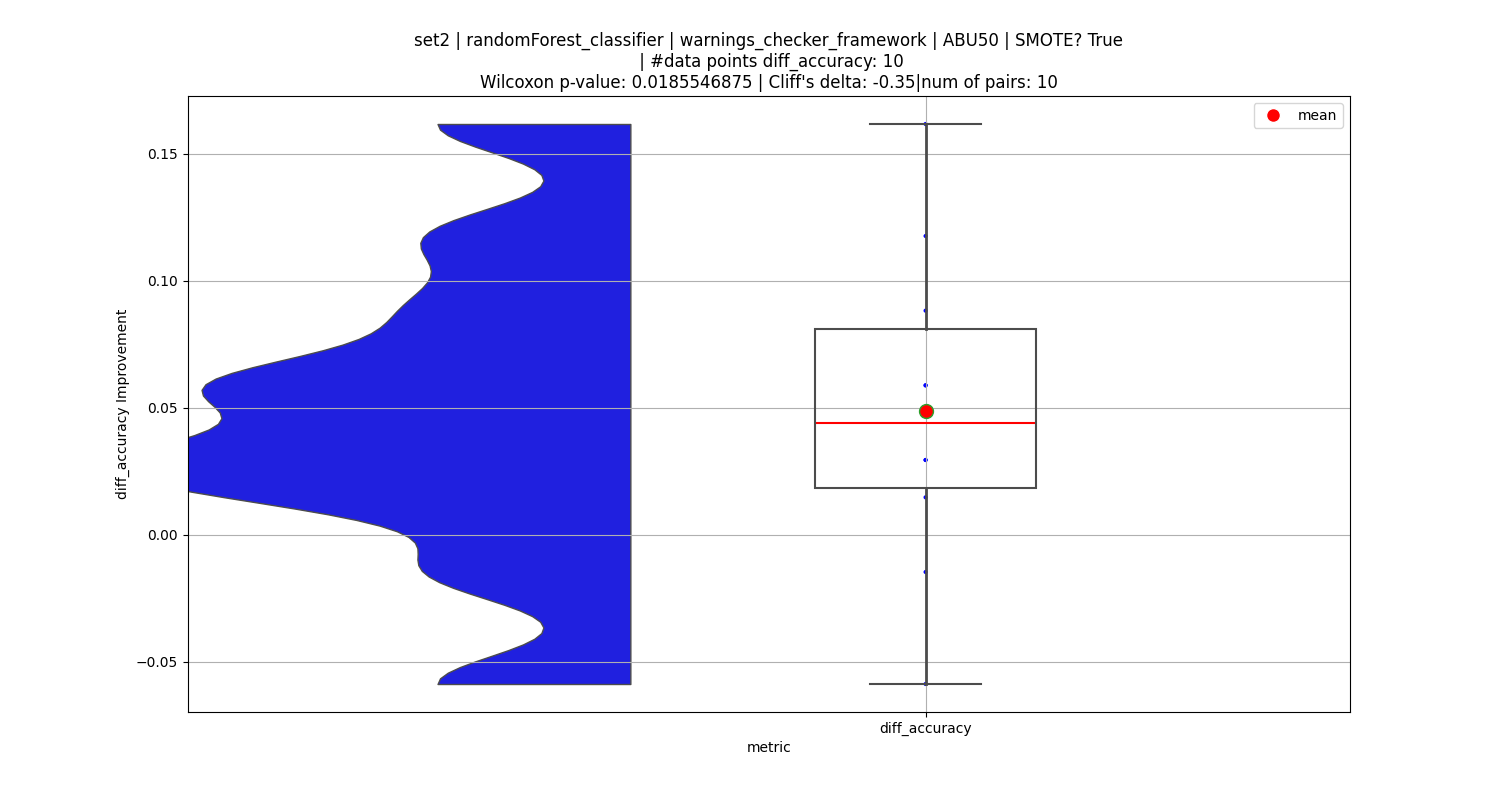 set2 | randomForest_classifier | warnings_checker_framework | ABU50 | SMOTE? True
| #data points diff_accuracy: 10
Wilcoxon p-value: 0.0185546875 | Cliff's delta: -0.35|num of pairs: 10
mean
0.15
0.10
0.05
0.00
−0.05
diff_accuracy Improvement
diff_accuracy
metric